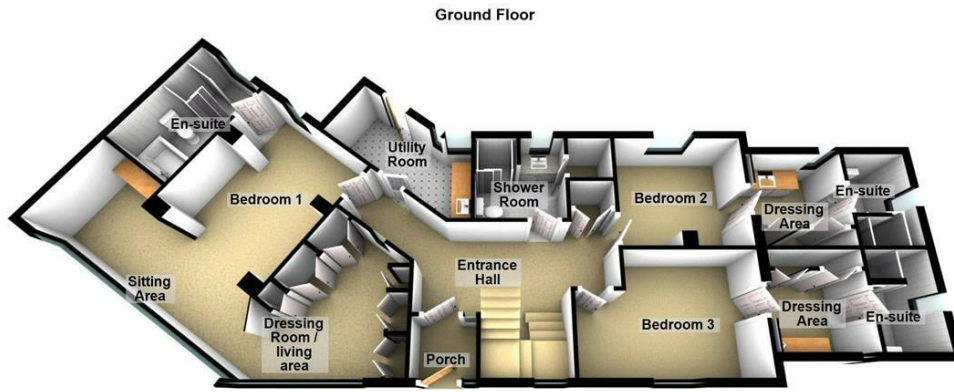 Ground Floor
En-suite
Utility
Room
Shower
Room
Bedroom 1
Bedroom 2
En-suite
Dressing
Area
Sitting
Area
Entrance
Hall
Dressing
Room /
living
area
Bedroom 3
Dressing
Area
En-suite
Porch